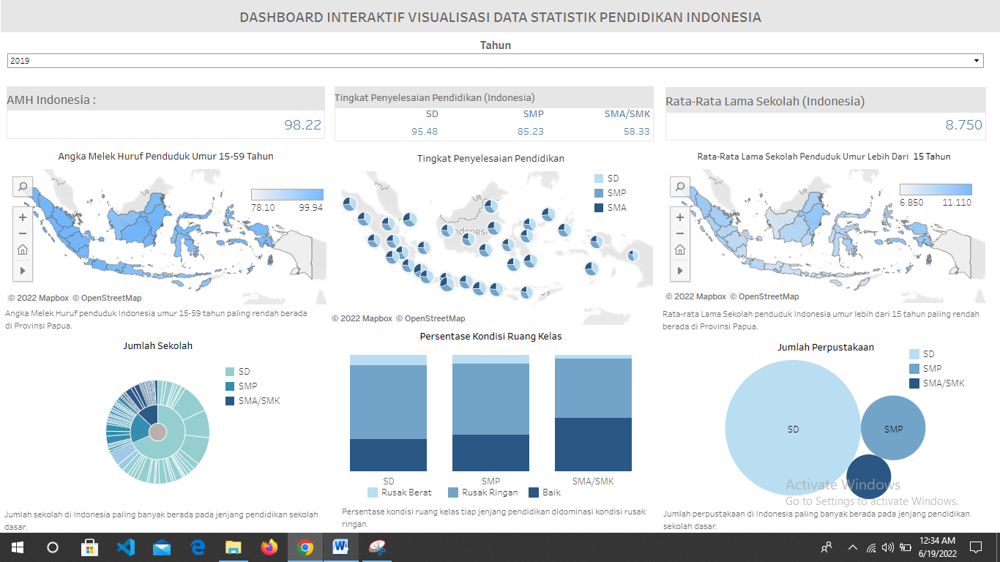 DASHBOARD INTERAKTIF VISUALISASI DATA STATISTIK PENDIDIKAN INDONESIA
Tahun
2019
AMH Indonesia :
98.22
Tingkat Penyelesaian Pendidikan (Indonesia)
SD SMP SMA/SMK
95.48 85.23 58.33
Rata-Rata Lama Sekolah (Indonesia)
8.750
Angka Melek Huruf Penduduk Umur 15-59 Tahun
78.10 99.94
Indonesia
© 2022 Mapbox © OpenStreetMap
Angka Melek Huruf penduduk Indonesia umur 15-59 tahun paling rendah berada
di Provinsi Papua.
Tingkat Penyelesaian Pendidikan
SD
SMP
SMA
Indonesia
© 2022 Mapbox © OpenStreetMap
Rata-Rata Lama Sekolah Penduduk Umur Lebih Dari 15 Tahun
6.850 11.110
Indonesia
© 2022 Mapbox © OpenStreetMap
Rata-rata Lama Sekolah penduduk Indonesia umur lebih dari 15 tahun paling rendah
berada di Provinsi Papua.
Jumlah Sekolah
SD
SMP
SMA/SMK
Jumlah sekolah di Indonesia paling banyak berada pada jenjang pendidikan sekolah
dasar.
Persentase Kondisi Ruang Kelas
SD SMP SMA/SMK
Rusak Berat Rusak Ringan Baik
Persentase kondisi ruang kelas tiap jenjang pendidikan didominasi kondisi rusak
ringan.
Jumlah Perpustakaan
SD
SMP
SMA/SMK
SD SMP
Activate Windows
Go to Settings to activate Windows.
Jumlah perpustakaan di Indonesia paling banyak berada pada jenjang pendidikan
sekolah dasar.
12:34 AM
6/19/2022